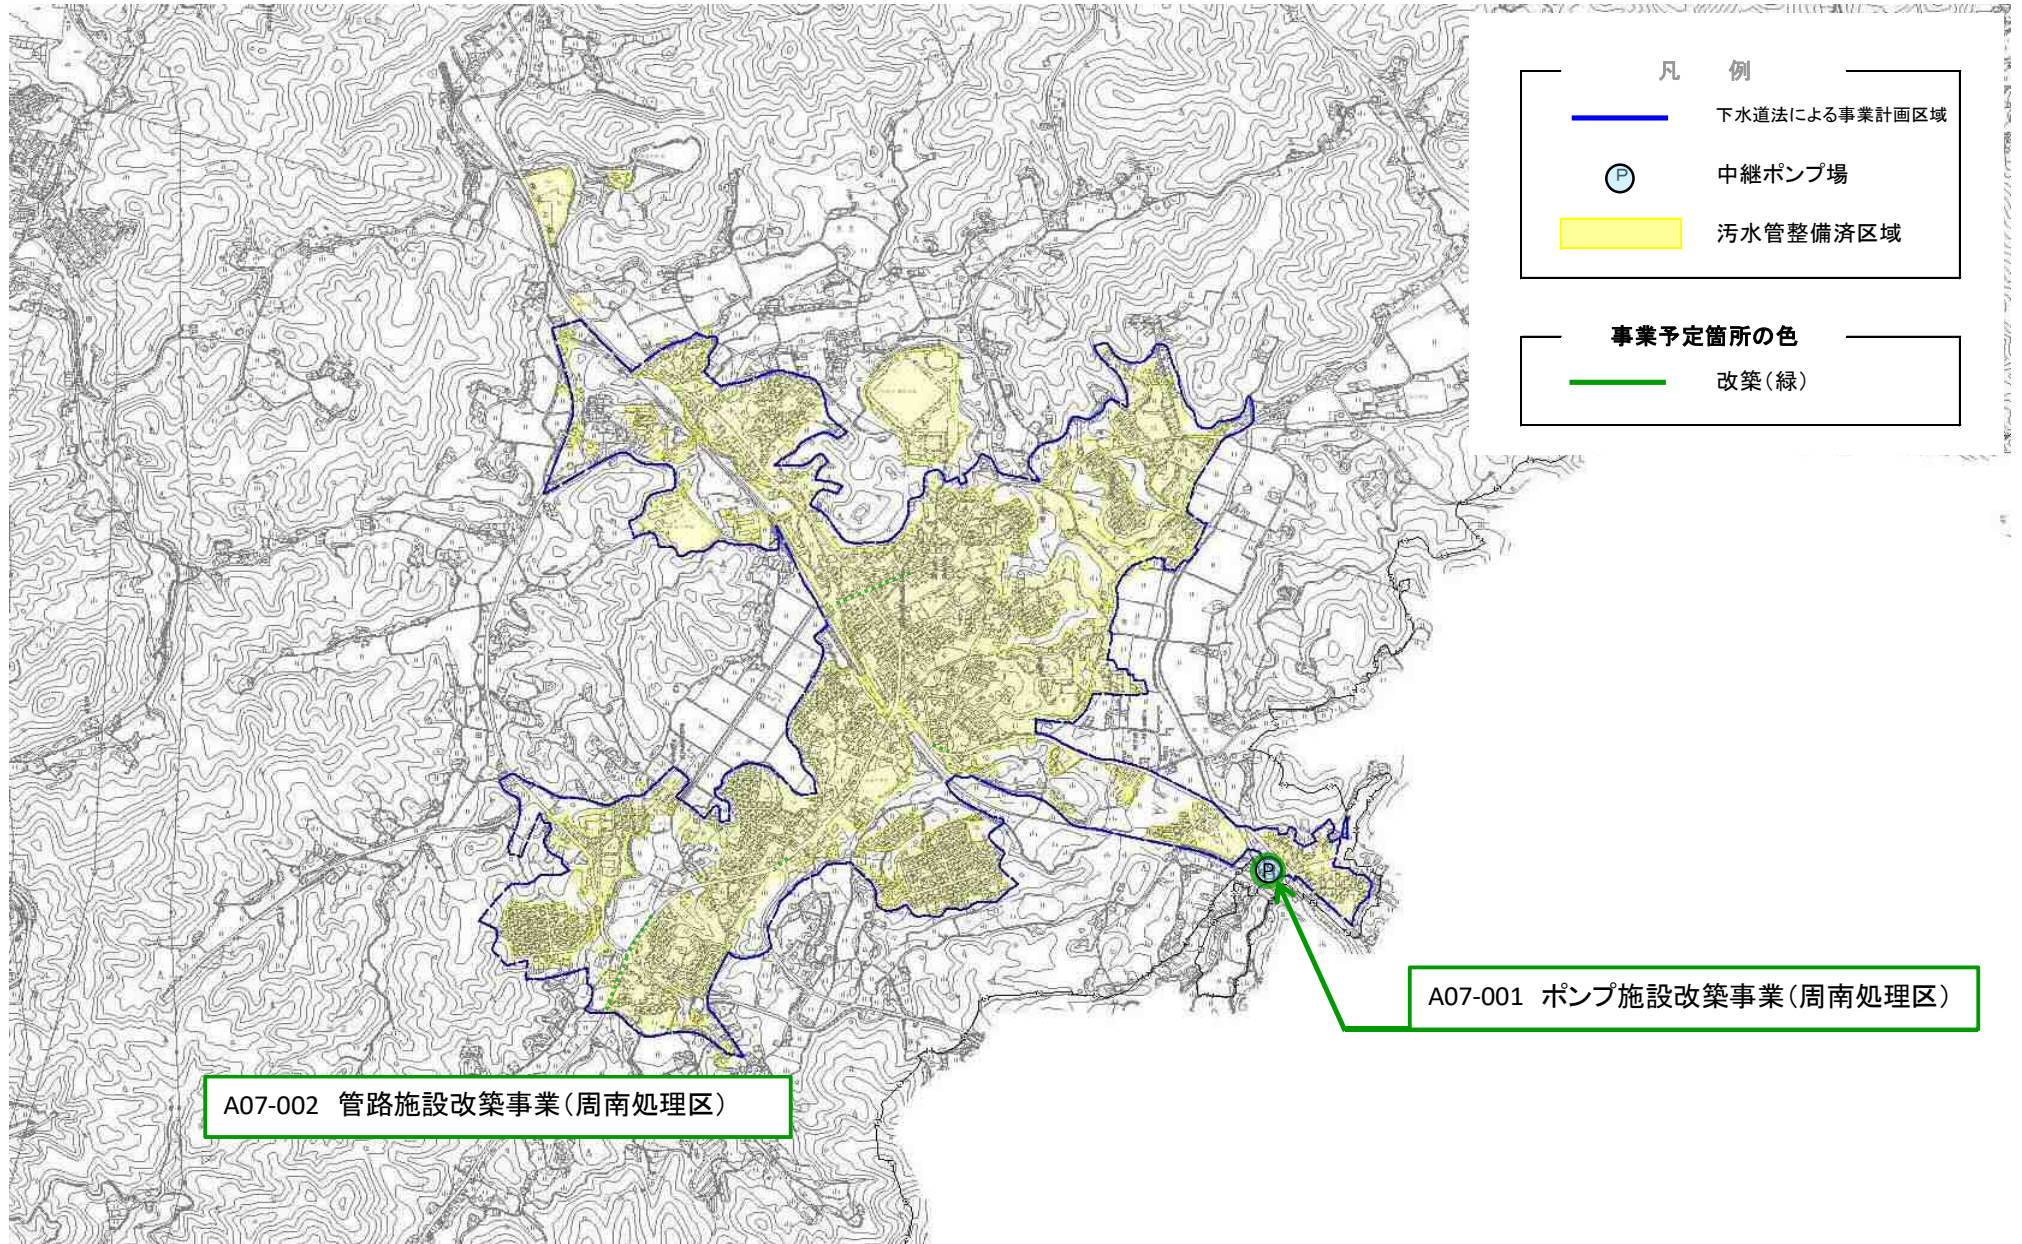 凡 例
下水道法による事業計画区域
P 中継ポンプ場
汚水管整備済区域
事業予定箇所の色
改築(緑)
P
A07-001 ポンプ施設改築事業(周南処理区)
A07-002 管路施設改築事業(周南処理区)